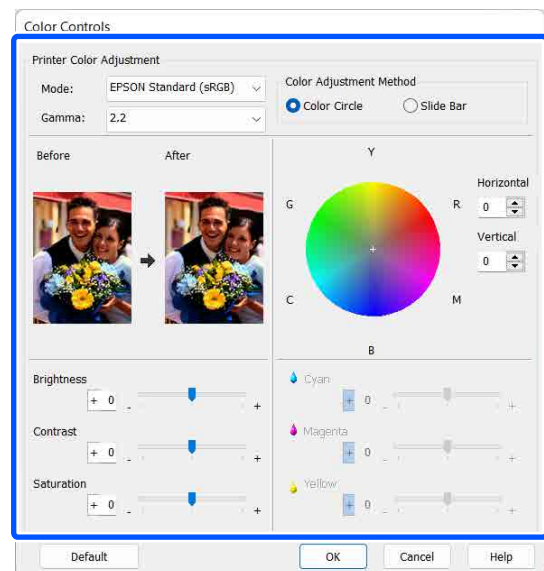 Color Controls
Printer Color Adjustment
Mode: EPSON Standard (sRGB)
Gamma: 2.2
Color Adjustment Method
Color Circle Slide Bar
Before After
Y
G R
C M
B
Horizontal
0
Vertical
0
Brightness
+ 0 - +
Contrast
+ 0 - +
Saturation
+ 0 - +
Cyan
+ 0 - +
Magenta
+ 0 - +
Yellow
+ 0 - +
Default OK Cancel Help